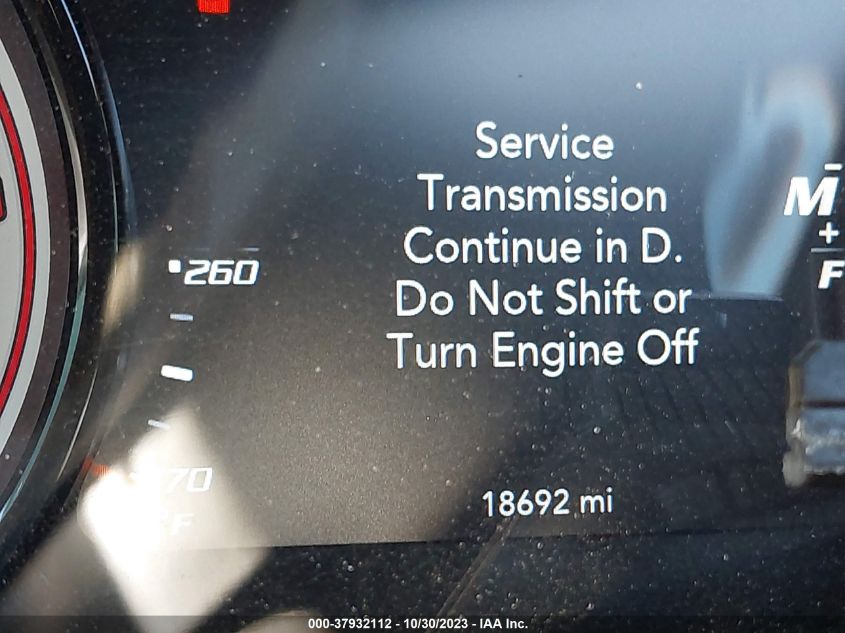 Service
Transmission
Continue in D.
Do Not Shift or
Turn Engine Off
260
M
+
F
18692 mi
000-37932112 - 10/30/2023 - IAA Inc.